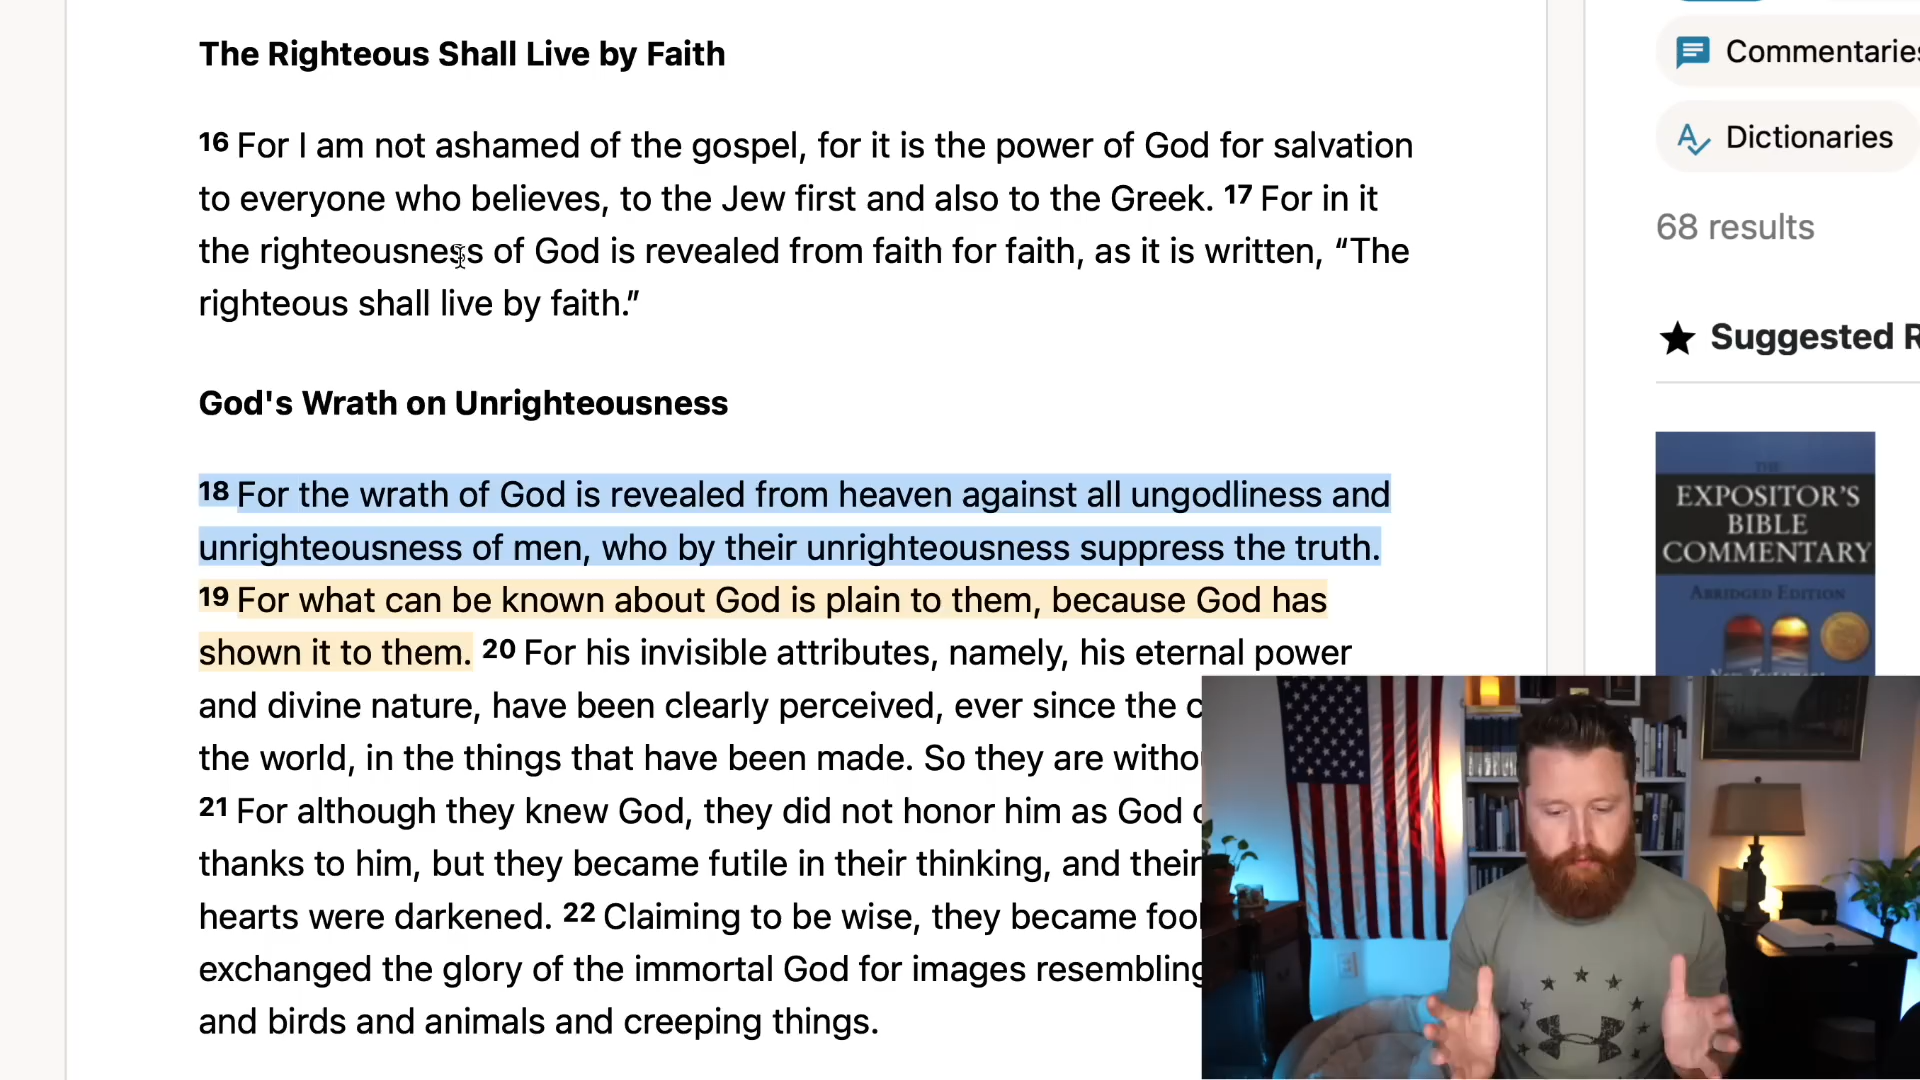 The Righteous Shall Live by Faith
16 For I am not ashamed of the gospel, for it is the power of God for salvation
to everyone who believes, to the Jew first and also to the Greek. 17 For in it
the righteousness of God is revealed from faith for faith, as it is written, “The
righteous shall live by faith.”
God's Wrath on Unrighteousness
18 For the wrath of God is revealed from heaven against all ungodliness and
unrighteousness of men, who by their unrighteousness suppress the truth.
19 For what can be known about God is plain to them, because God has
shown it to them. 20 For his invisible attributes, namely, his eternal power
and divine nature, have been clearly perceived, ever since the c
the world, in the things that have been made. So they are witho
21 For although they knew God, they did not honor him as God
thanks to him, but they became futile in their thinking, and their
hearts were darkened. 22 Claiming to be wise, they became foo
exchanged the glory of the immortal God for images resembling
and birds and animals and creeping things.
Commentaries
Dictionaries
68 results
Suggested R
THE
EXPOSITOR'S
BIBLE
COMMENTARY
ABRIDGED EDITION
New Testament